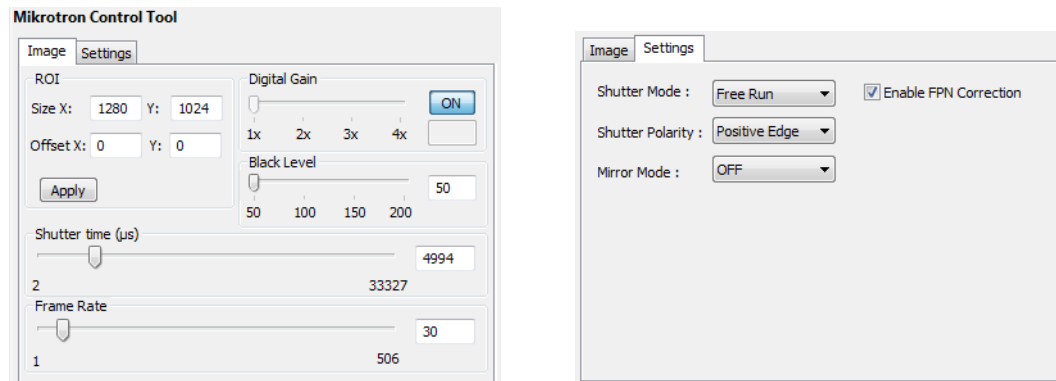 Mikrotron Control Tool
Image Settings
ROI
Size X: 1280 Y: 1024
Offset X: 0 Y: 0
Apply
Digital Gain
ON
1x 2x 3x 4x
Black Level
50
50 100 150 200
Shutter time (µs)
4994
2 33327
Frame Rate
30
1 506
Image Settings
Shutter Mode : Free Run
Enable FPN Correction
Shutter Polarity : Positive Edge
Mirror Mode : OFF